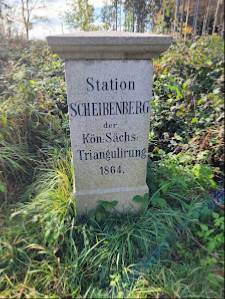 Station
SCHEIBENBERG
der
Kön: Sächs:
Triangulirung
1864.